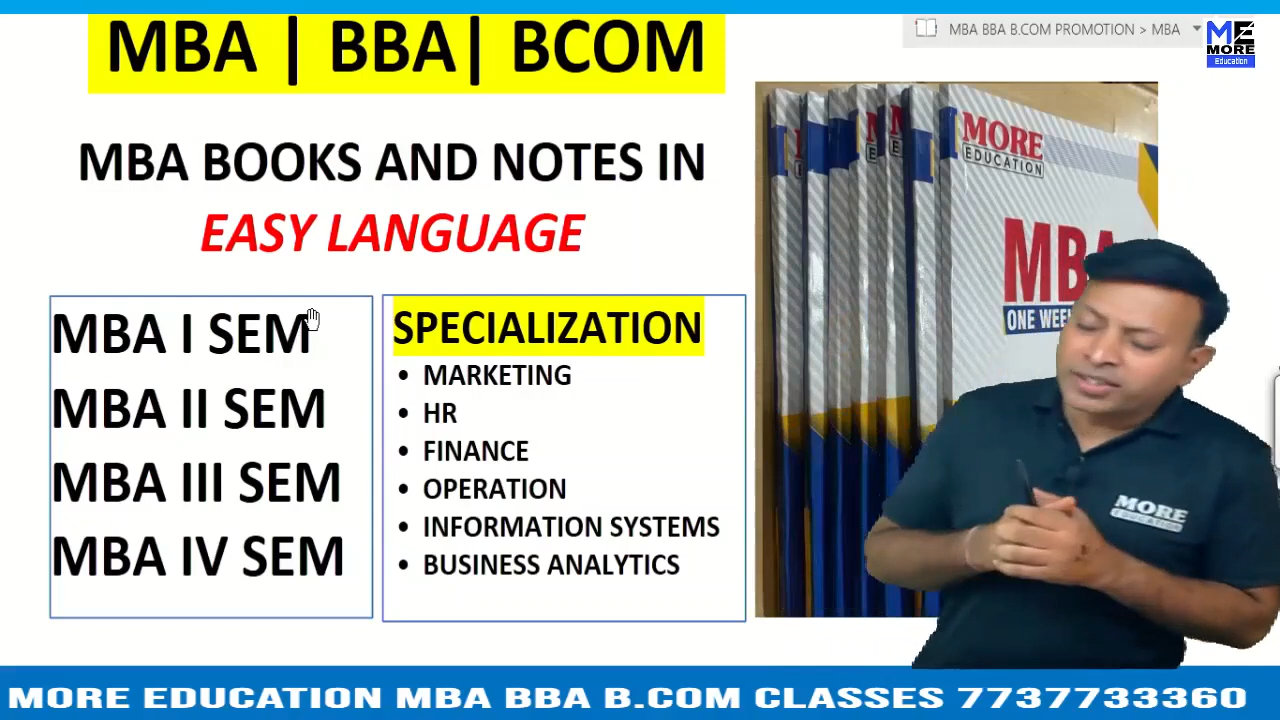 MBA | BBA| BCOM
MBA BBA B.COM PROMOTION > MBA
ME
MORE
Education
MBA BOOKS AND NOTES IN
EASY LANGUAGE
MBA I SEM
MBA II SEM
MBA III SEM
MBA IV SEM
SPECIALIZATION
• MARKETING
• HR
• FINANCE
• OPERATION
• INFORMATION SYSTEMS
• BUSINESS ANALYTICS
MORE
EDUCATION
MBA
ONE WEEK
MORE
EDUCATION
MORE EDUCATION MBA BBA B.COM CLASSES 7737733360